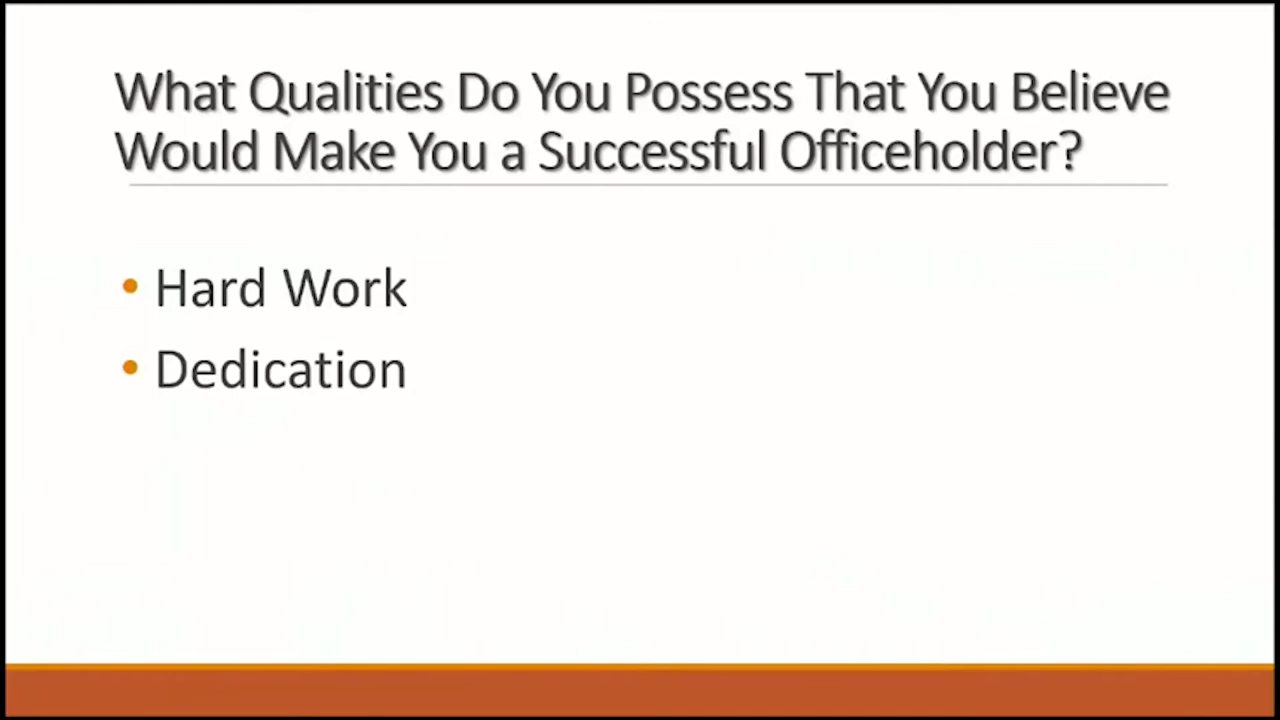 What Qualities Do You Possess That You Believe
Would Make You a Successful Officeholder?
• Hard Work
• Dedication